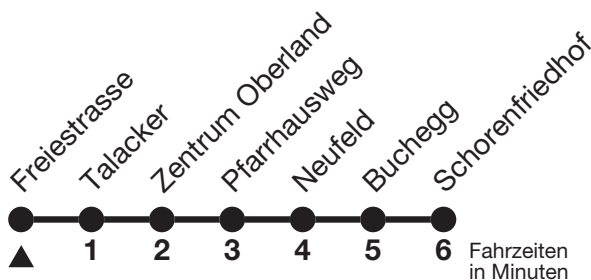 Freiestrasse
Talacker
Zentrum Oberland
Pfarrhausweg
Neufeld
Buchegg
Schorenfriedhof
1 2 3 4 5 6 Fahrzeiten
in Minuten